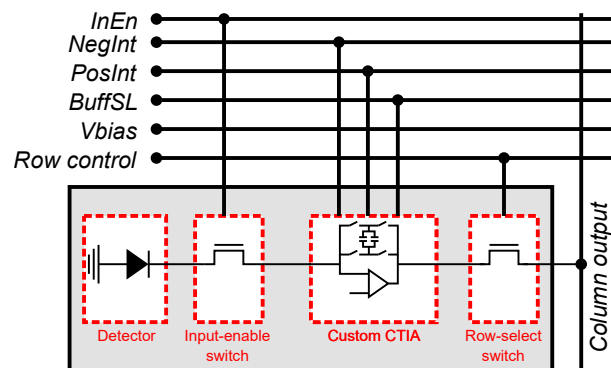 InEn
NegInt
PosInt
BuffSL
Vbias
Row control
Column output
Detector
Input-enable
switch
Custom CTIA
Row-select
switch